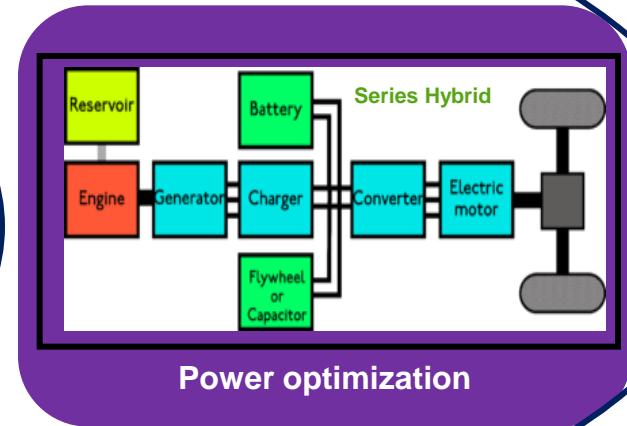 Series Hybrid
Reservoir
Battery
Engine
Generator
Charger
Converter
Electric
motor
Flywheel
or
Capacitor
Power optimization